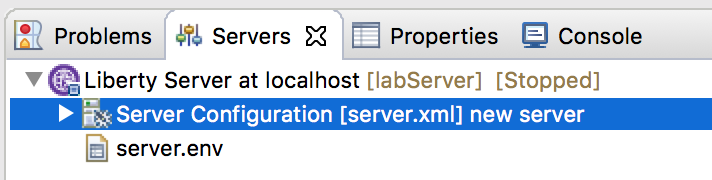 Problems Servers Properties Console
Liberty Server at localhost [labServer] [Stopped]
Server Configuration [server.xml] new server
server.env